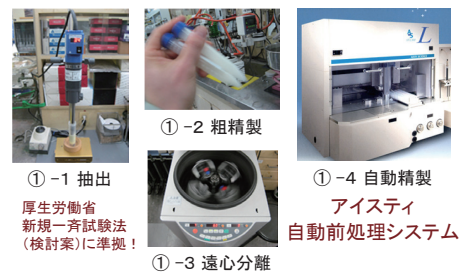 ①-1 抽出
厚生労働省
新規一斉試験法
（検討案）に準拠！
①-2 粗精製
①-3 遠心分離
L
①-4 自動精製
アイスティ
自動前処理システム